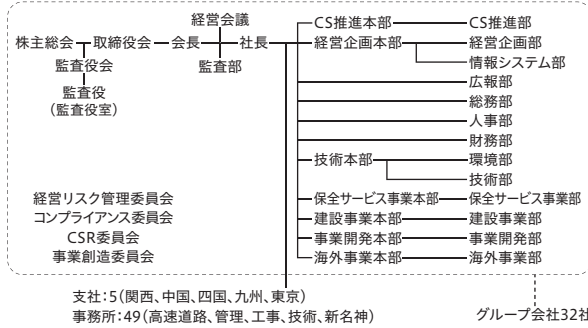 経営会議
株主総会 取締役会 会長 社長
監査役会
監査部
監査役
(監査役室)
CS推進本部 CS推進部
経営企画本部 経営企画部
情報システム部
広報部
総務部
人事部
財務部
技術本部 環境部
技術部
保全サービス事業本部 保全サービス事業部
建設事業本部 建設事業部
事業開発本部 事業開発部
海外事業本部 海外事業部
経営リスク管理委員会
コンプライアンス委員会
CSR委員会
事業創造委員会
支社:5(関西、中国、四国、九州、東京)
事務所:49(高速道路、管理、工事、技術、新名神)
グループ会社32社